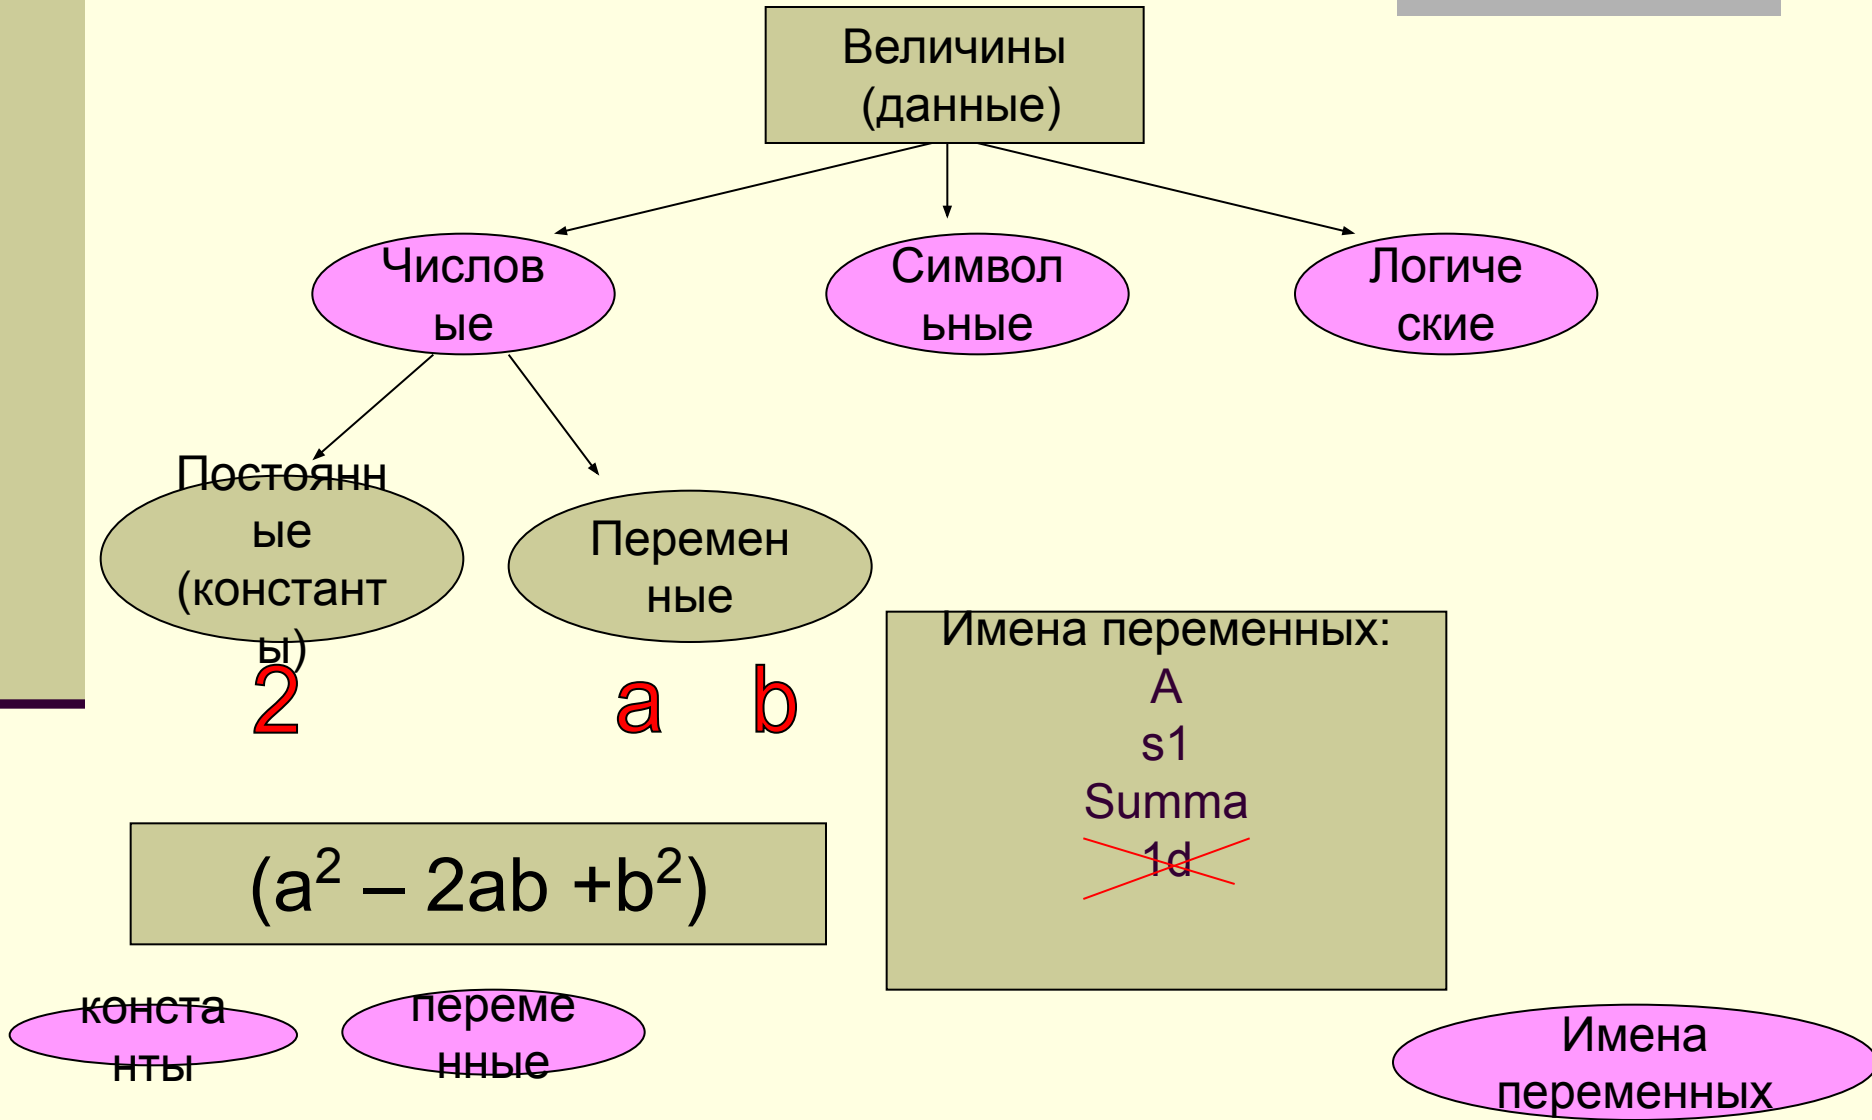 Величины
(данные)
Числов
ые
Символ
ьные
Логиче
ские
Постоянн
ые
(констант
ы)
Перемен
ные
2
a b
Имена переменных:
A
s1
Summa
1d
(a² – 2ab +b²)
конста
нты
переме
нные
Имена
переменных